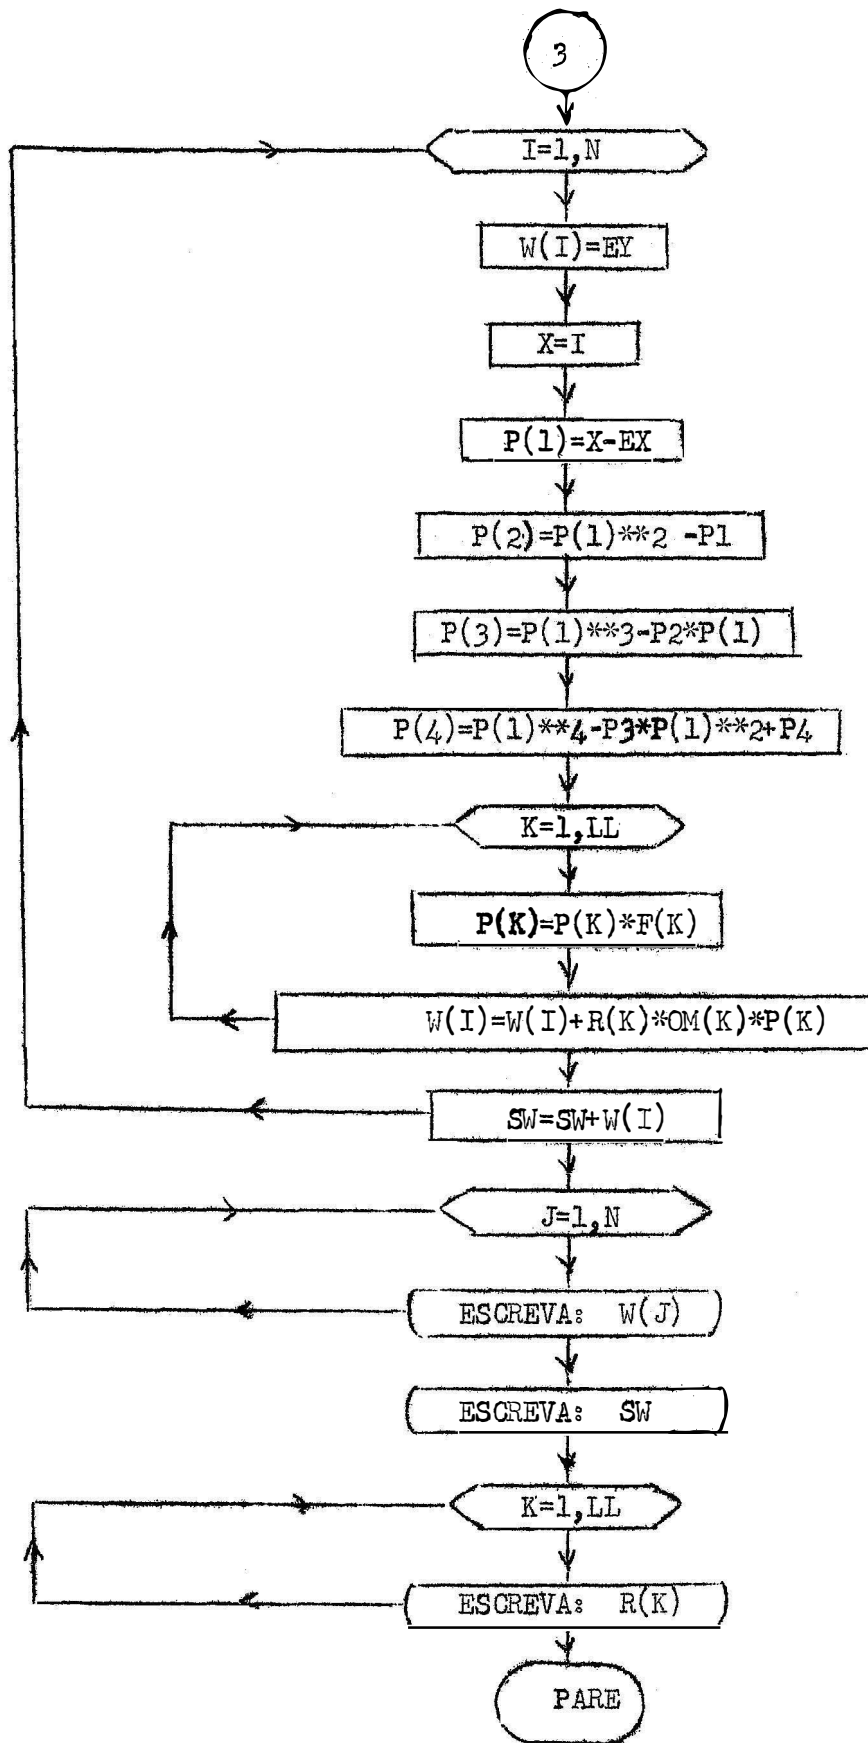 3
I=1,N
W(I)=EY
X=I
P(1)=X-EX
P(2)=P(1)**2 -P1
P(3)=P(1)**3-P2*P(1)
P(4)=P(1)**4-P3*P(1)**2+P4
K=1,LL
P(K)=P(K)*F(K)
W(I)=W(I)+R(K)*OM(K)*P(K)
SW=SW+W(I)
J=1,N
ESCREVA: W(J)
ESCREVA: SW
K=1,LL
ESCREVA: R(K)
PARE